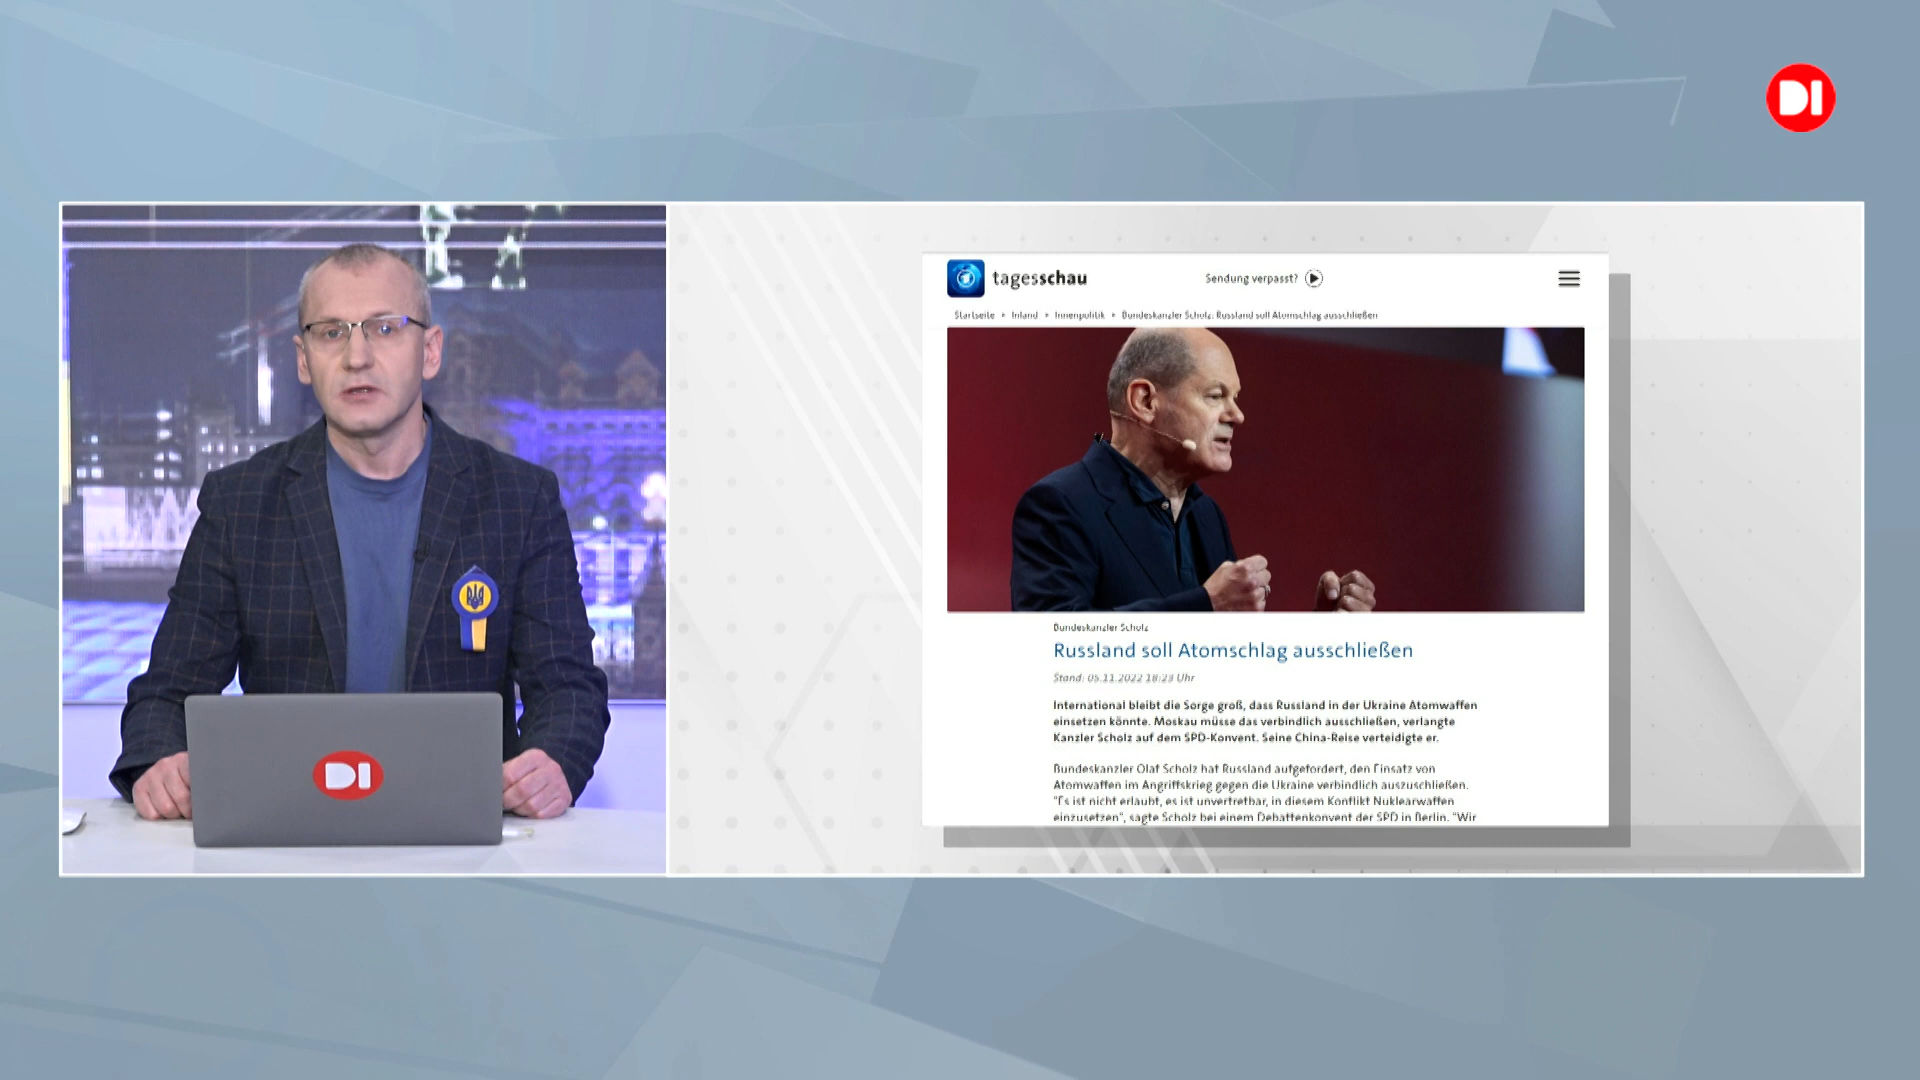 DI
DI
tagesschau
Sendung verpasst?
Startseite ▸ Inland ▸ Innenpolitik ▸ Bundeskanzler Scholz: Russland soll Atomschlag ausschließen
Bundeskanzler Scholz
Russland soll Atomschlag ausschließen
Stand: 05.11.2022 18:23 Uhr
International bleibt die Sorge groß, dass Russland in der Ukraine Atomwaffen
einsetzen könnte. Moskau müsse das verbindlich ausschließen, verlangte
Kanzler Scholz auf dem SPD-Konvent. Seine China-Reise verteidigte er.
Bundeskanzler Olaf Scholz hat Russland aufgefordert, den Einsatz von
Atomwaffen im Angriffskrieg gegen die Ukraine verbindlich auszuschließen.
"Es ist nicht erlaubt, es ist unvertretbar, in diesem Konflikt Nuklearwaffen
einzusetzen", sagte Scholz bei einem Debattenkonvent der SPD in Berlin. "Wir